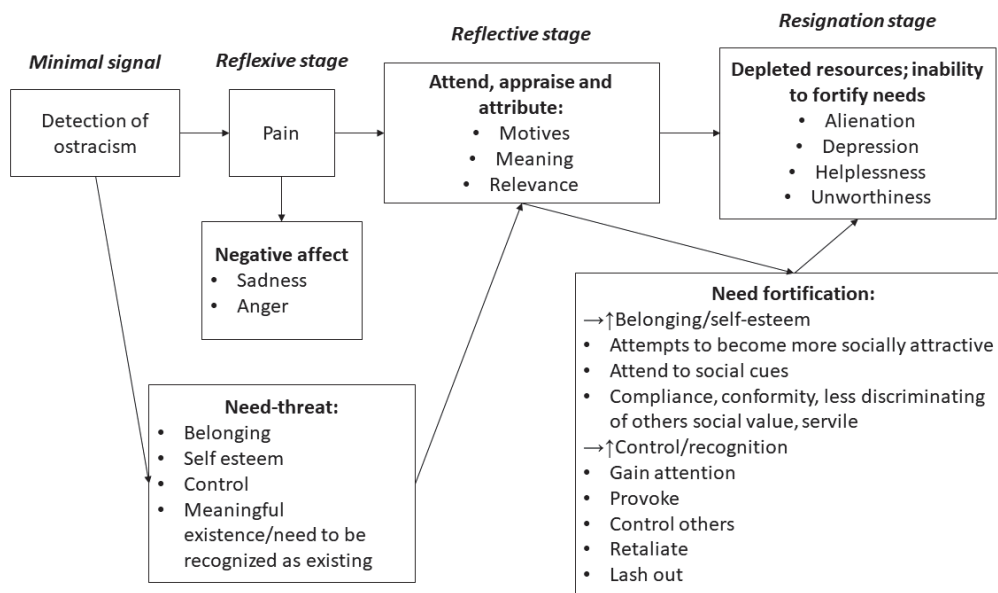 Minimal signal
Detection of
ostracism
Reflexive stage
Pain
Negative affect
• Sadness
• Anger
Need-threat:
• Belonging
• Self esteem
• Control
• Meaningful
existence/need to be
recognized as existing
Reflective stage
Attend, appraise and
attribute:
• Motives
• Meaning
• Relevance
Need fortification:
→↑Belonging/self-esteem
• Attempts to become more socially attractive
• Attend to social cues
• Compliance, conformity, less discriminating
of others social value, servile
→↑Control/recognition
• Gain attention
• Provoke
• Control others
• Retaliate
• Lash out
Resignation stage
Depleted resources; inability
to fortify needs
• Alienation
• Depression
• Helplessness
• Unworthiness